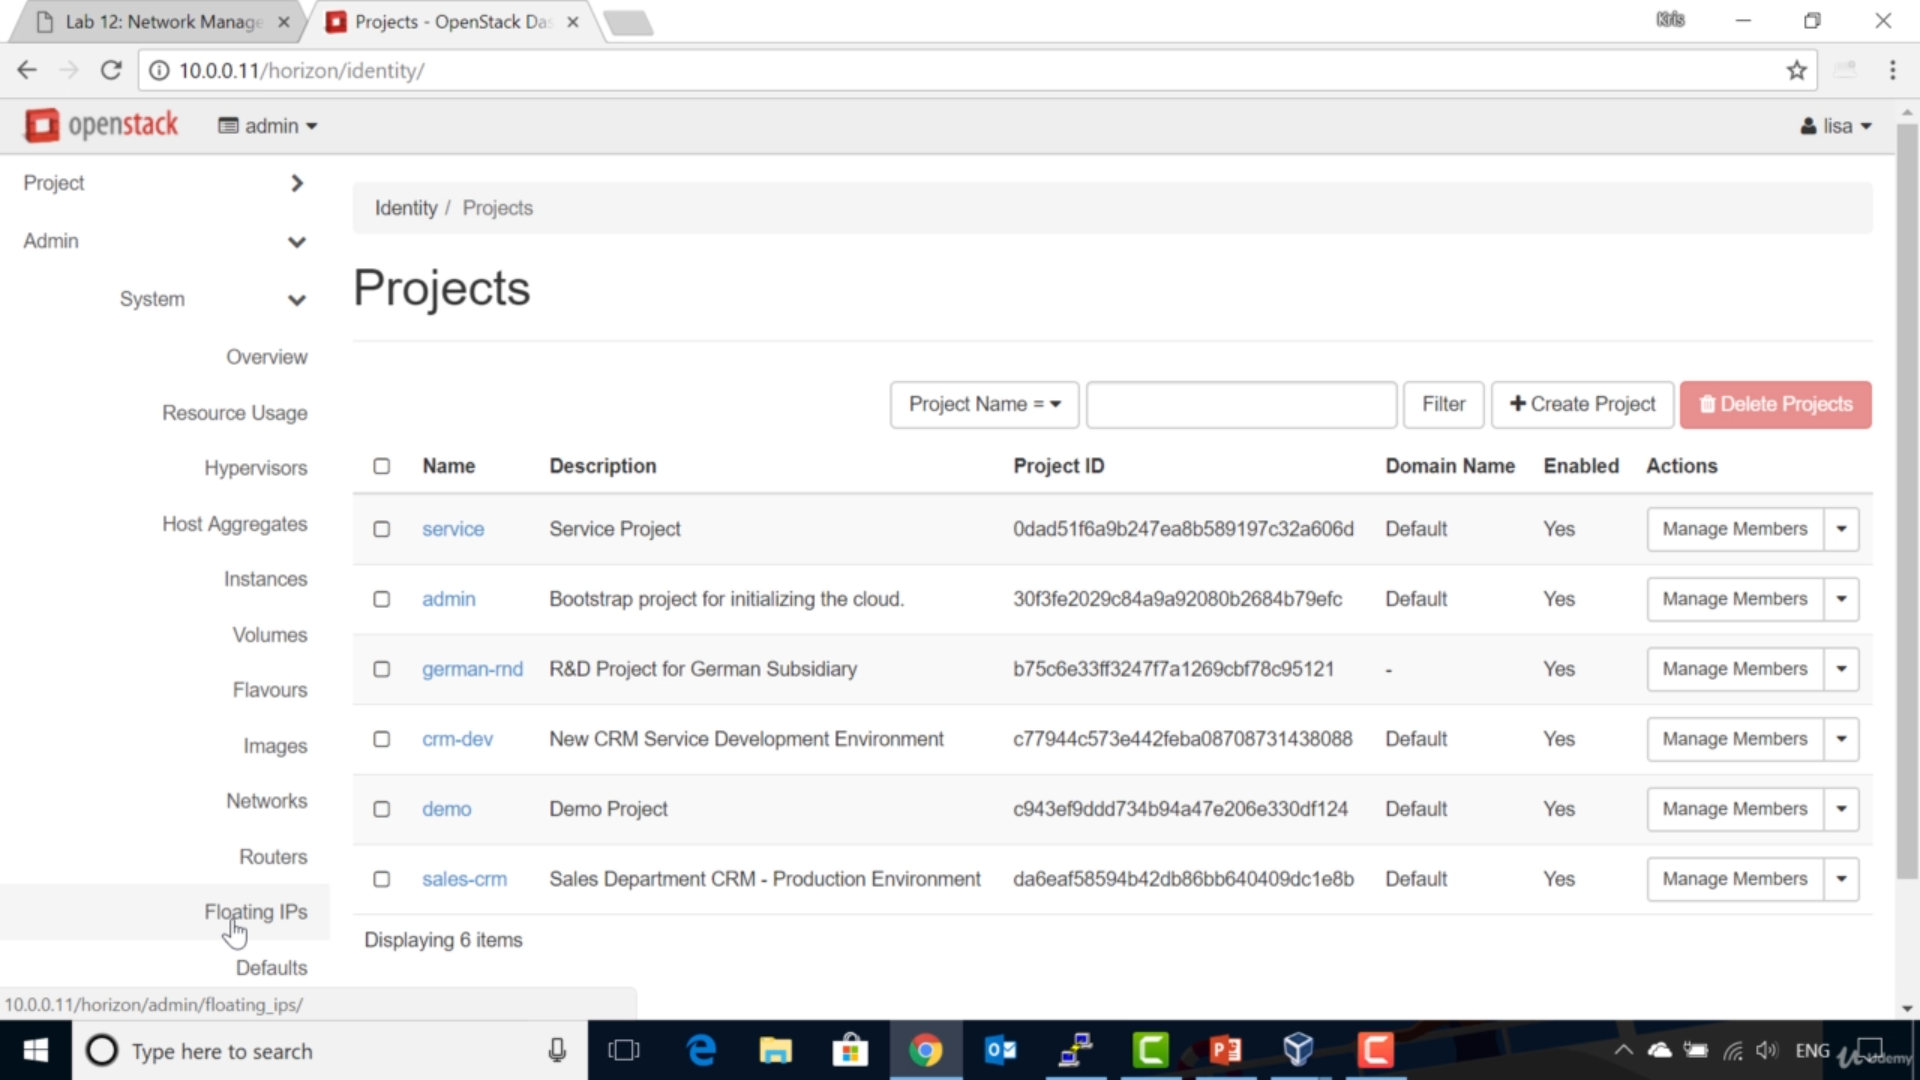 Lab 12: Network Manage
Projects - OpenStack Das
Kris
10.0.0.11/horizon/identity/
openstack
admin
lisa
Project
Admin
System
Overview
Resource Usage
Hypervisors
Host Aggregates
Instances
Volumes
Flavours
Images
Networks
Routers
Floating IPs
Defaults
Identity / Projects
Projects
Project Name =
Filter
Create Project
Delete Projects
Name Description Project ID Domain Name Enabled Actions
service Service Project 0dad51f6a9b247ea8b589197c32a606d Default Yes Manage Members
admin Bootstrap project for initializing the cloud. 30f3fe2029c84a9a92080b2684b79efc Default Yes Manage Members
german-rnd R&D Project for German Subsidiary b75c6e33ff3247f7a1269cbf78c95121 - Yes Manage Members
crm-dev New CRM Service Development Environment c77944c573e442feba08708731438088 Default Yes Manage Members
demo Demo Project c943ef9ddd734b94a47e206e330df124 Default Yes Manage Members
sales-crm Sales Department CRM - Production Environment da6eaf58594b42db86bb640409dc1e8b Default Yes Manage Members
Displaying 6 items
10.0.0.11/horizon/admin/floating_ips/
Type here to search
ENG
Udemy